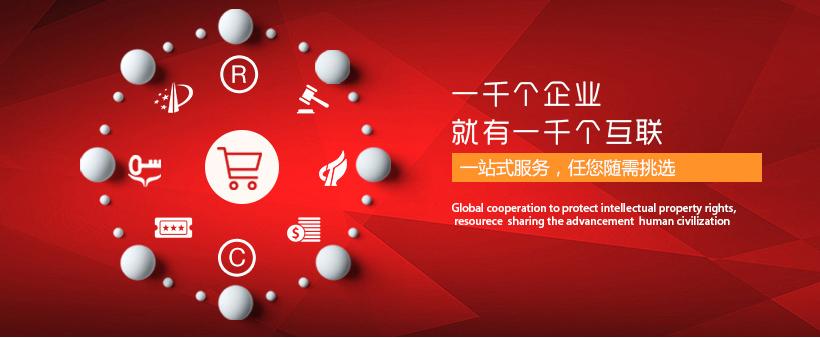 R
C
一千个企业
就有一千个互联
一站式服务，任您随需挑选
Global cooperation to protect intellectual property rights,
resourece sharing the advancement human civilization